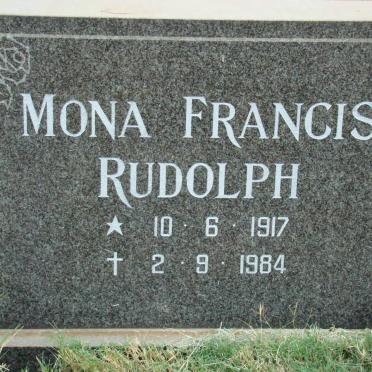 MONA FRANCIS
RUDOLPH
★ 10 · 6 · 1917
✝ 2 · 9 · 1984